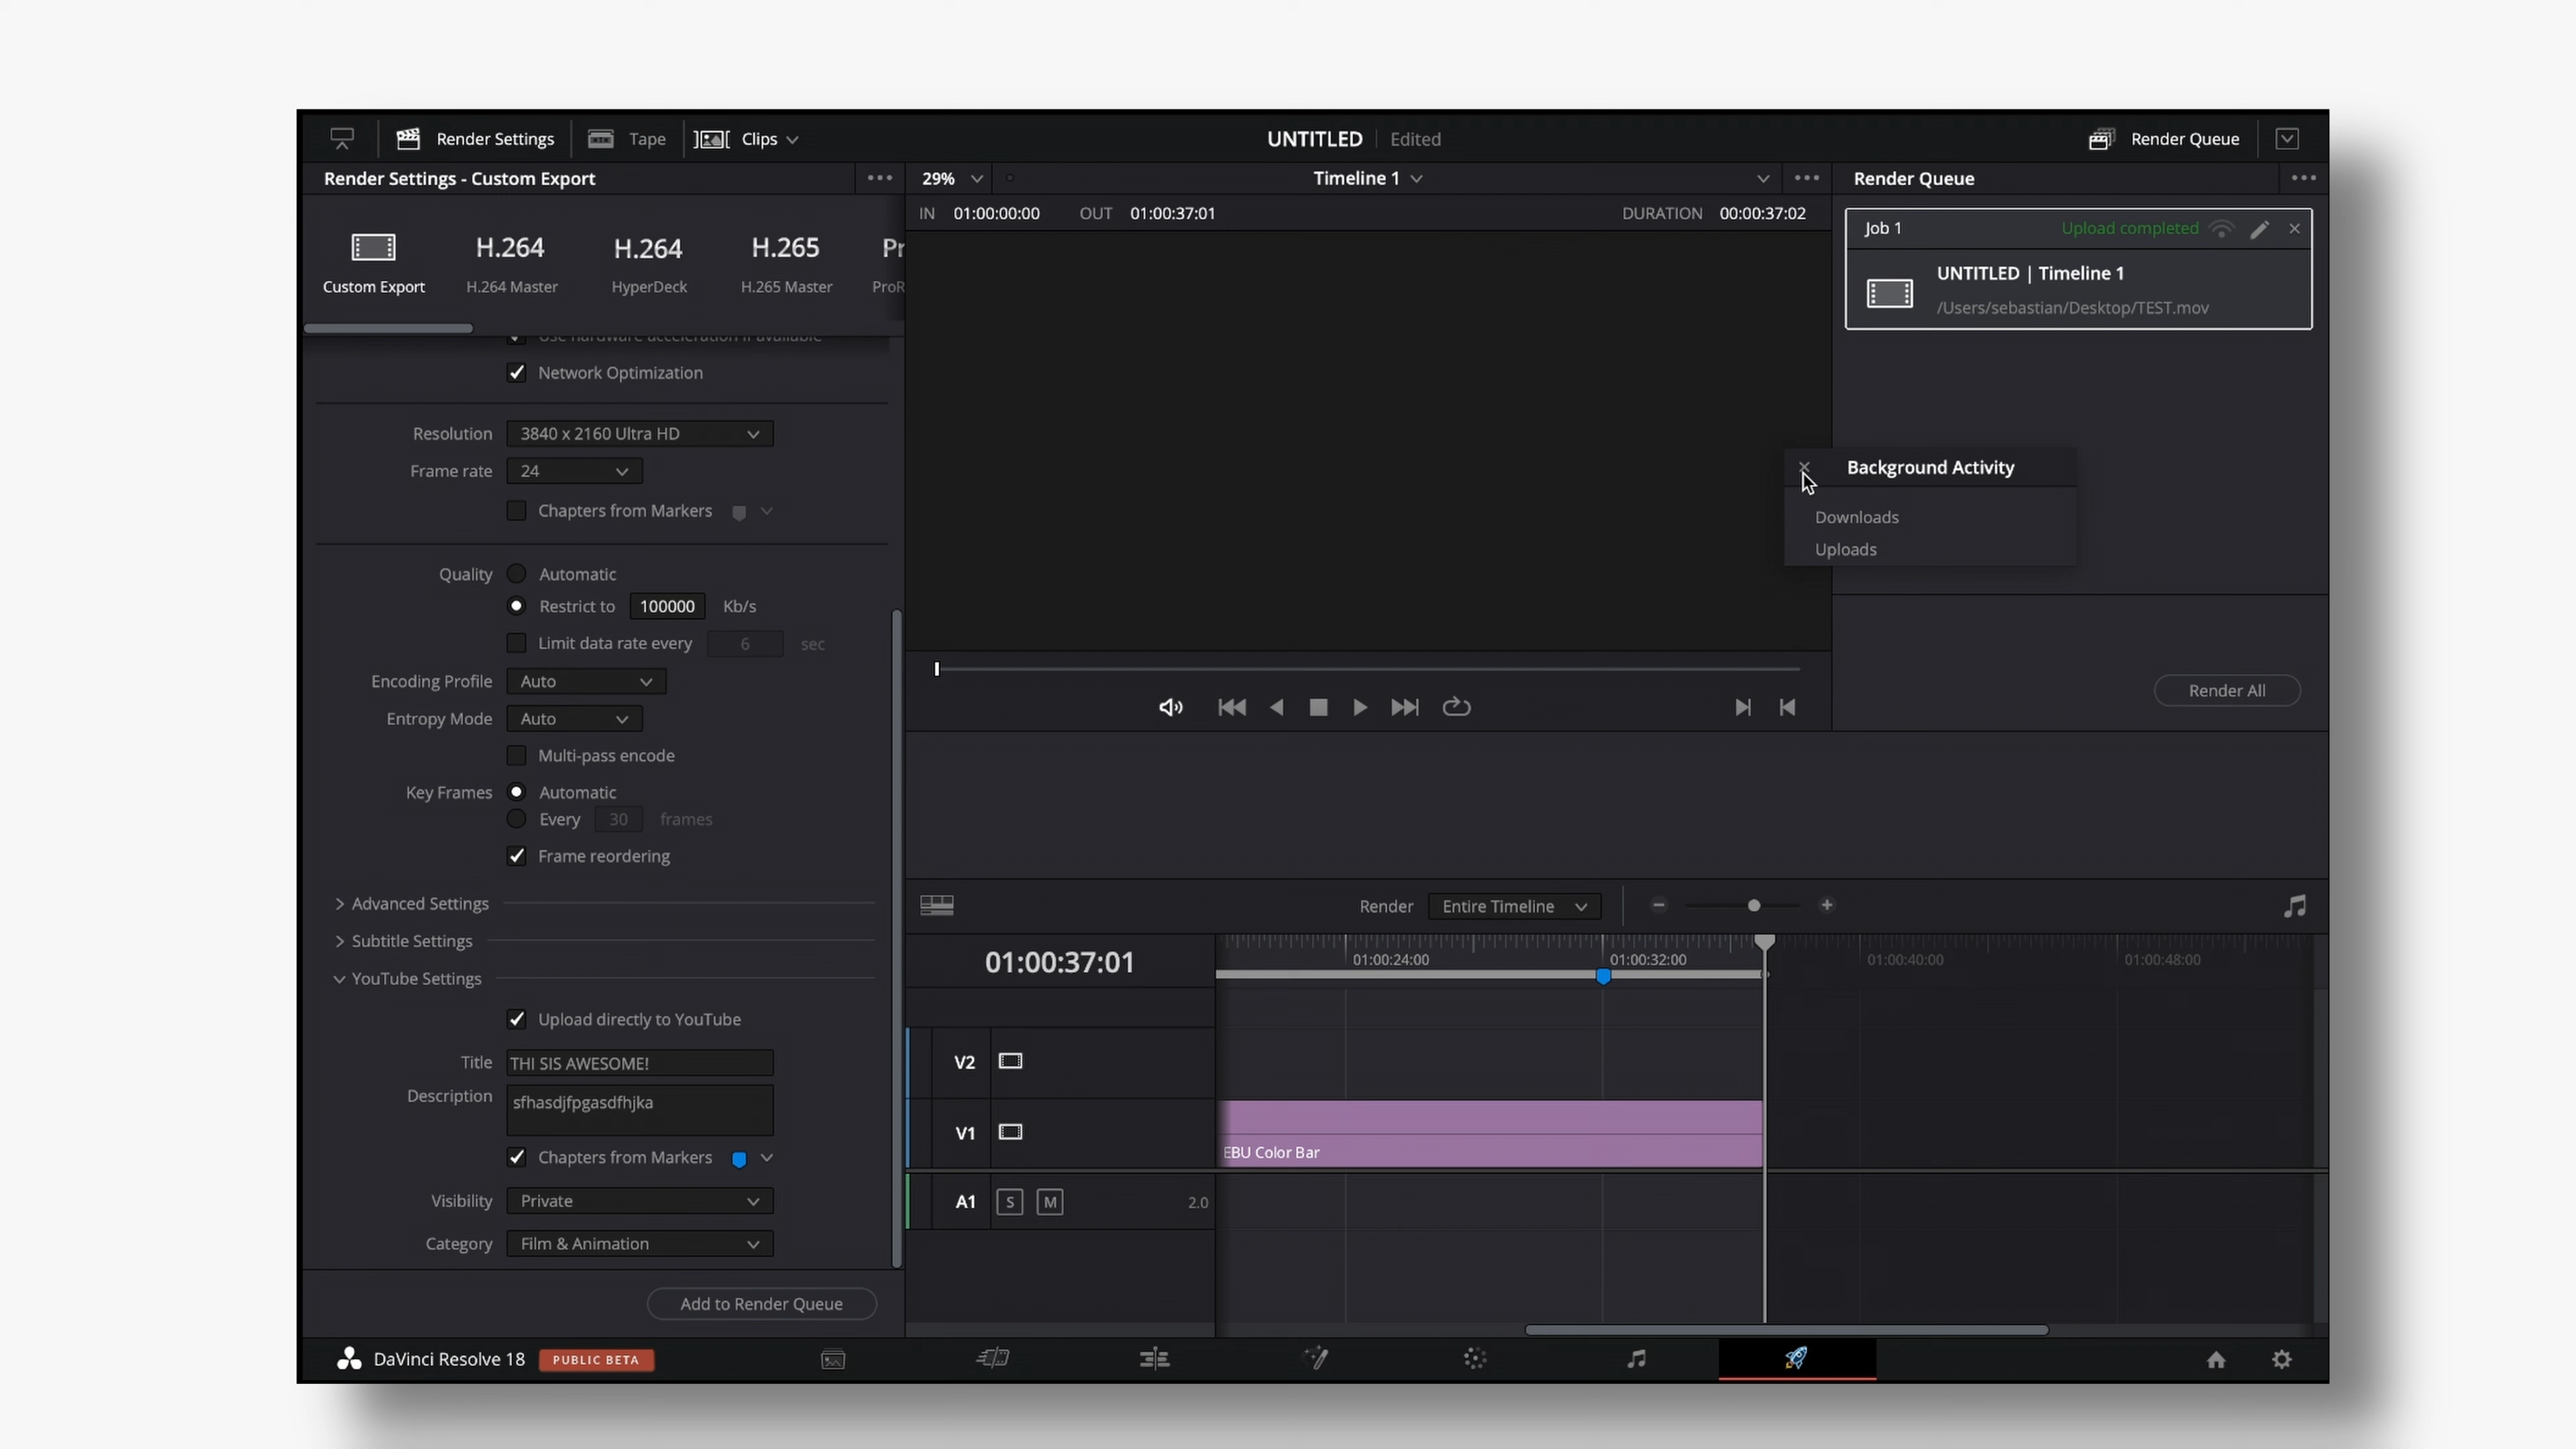 Render Settings
Tape
Clips
UNTITLED
Edited
Render Queue
Render Settings - Custom Export
29%
Timeline 1
Render Queue
IN 01:00:00:00 OUT 01:00:37:01
DURATION 00:00:37:02
H.264
H.264
H.265
Pr
Custom Export
H.264 Master
HyperDeck
H.265 Master
ProR
Job 1
Upload completed
UNTITLED | Timeline 1
/Users/sebastian/Desktop/TEST.mov
Use hardware acceleration if available
Network Optimization
Resolution 3840 x 2160 Ultra HD
Frame rate 24
Chapters from Markers
Background Activity
Downloads
Uploads
Quality Automatic
Restrict to 100000 Kb/s
Limit data rate every 6 sec
Encoding Profile Auto
Entropy Mode Auto
Multi-pass encode
Key Frames Automatic
Every 30 frames
Frame reordering
Render All
Advanced Settings
Subtitle Settings
YouTube Settings
Upload directly to YouTube
Title THI SIS AWESOME!
Description sfhasdjfpgasdfhjka
Chapters from Markers
Visibility Private
Category Film & Animation
Add to Render Queue
Render Entire Timeline
01:00:37:01
01:00:24:00
01:00:32:00
01:00:40:00
01:00:48:00
V2
V1
EBU Color Bar
A1 S M 2.0
DaVinci Resolve 18
PUBLIC BETA